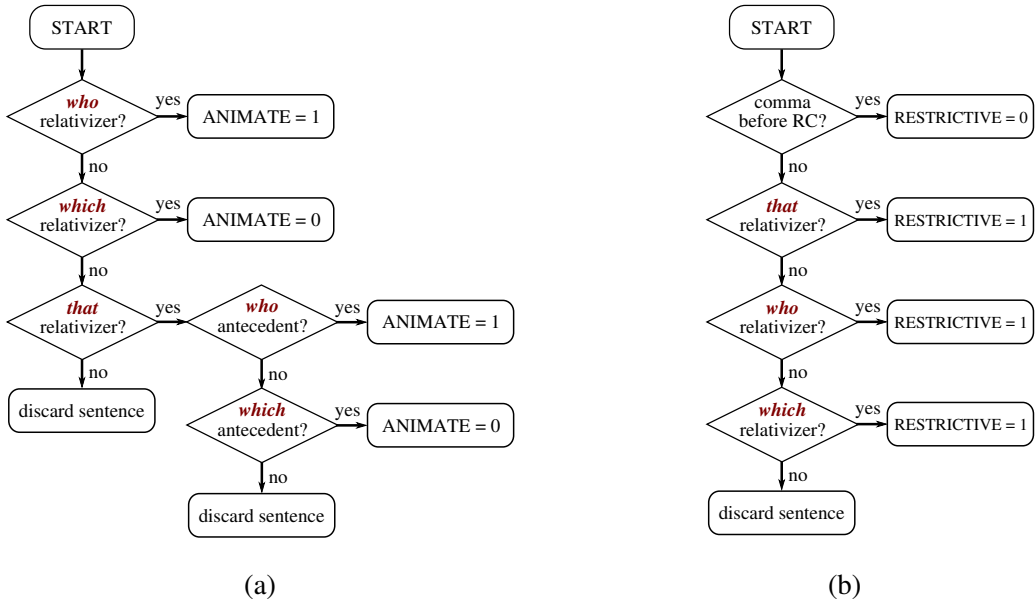 START
who
relativizer?
yes
ANIMATE = 1
no
which
relativizer?
yes
ANIMATE = 0
no
that
relativizer?
yes
who
antecedent?
yes
ANIMATE = 1
no
discard sentence
no
which
antecedent?
yes
ANIMATE = 0
no
discard sentence
(a)
START
comma
before RC?
yes
RESTRICTIVE = 0
no
that
relativizer?
yes
RESTRICTIVE = 1
no
who
relativizer?
yes
RESTRICTIVE = 1
no
which
relativizer?
yes
RESTRICTIVE = 1
no
discard sentence
(b)